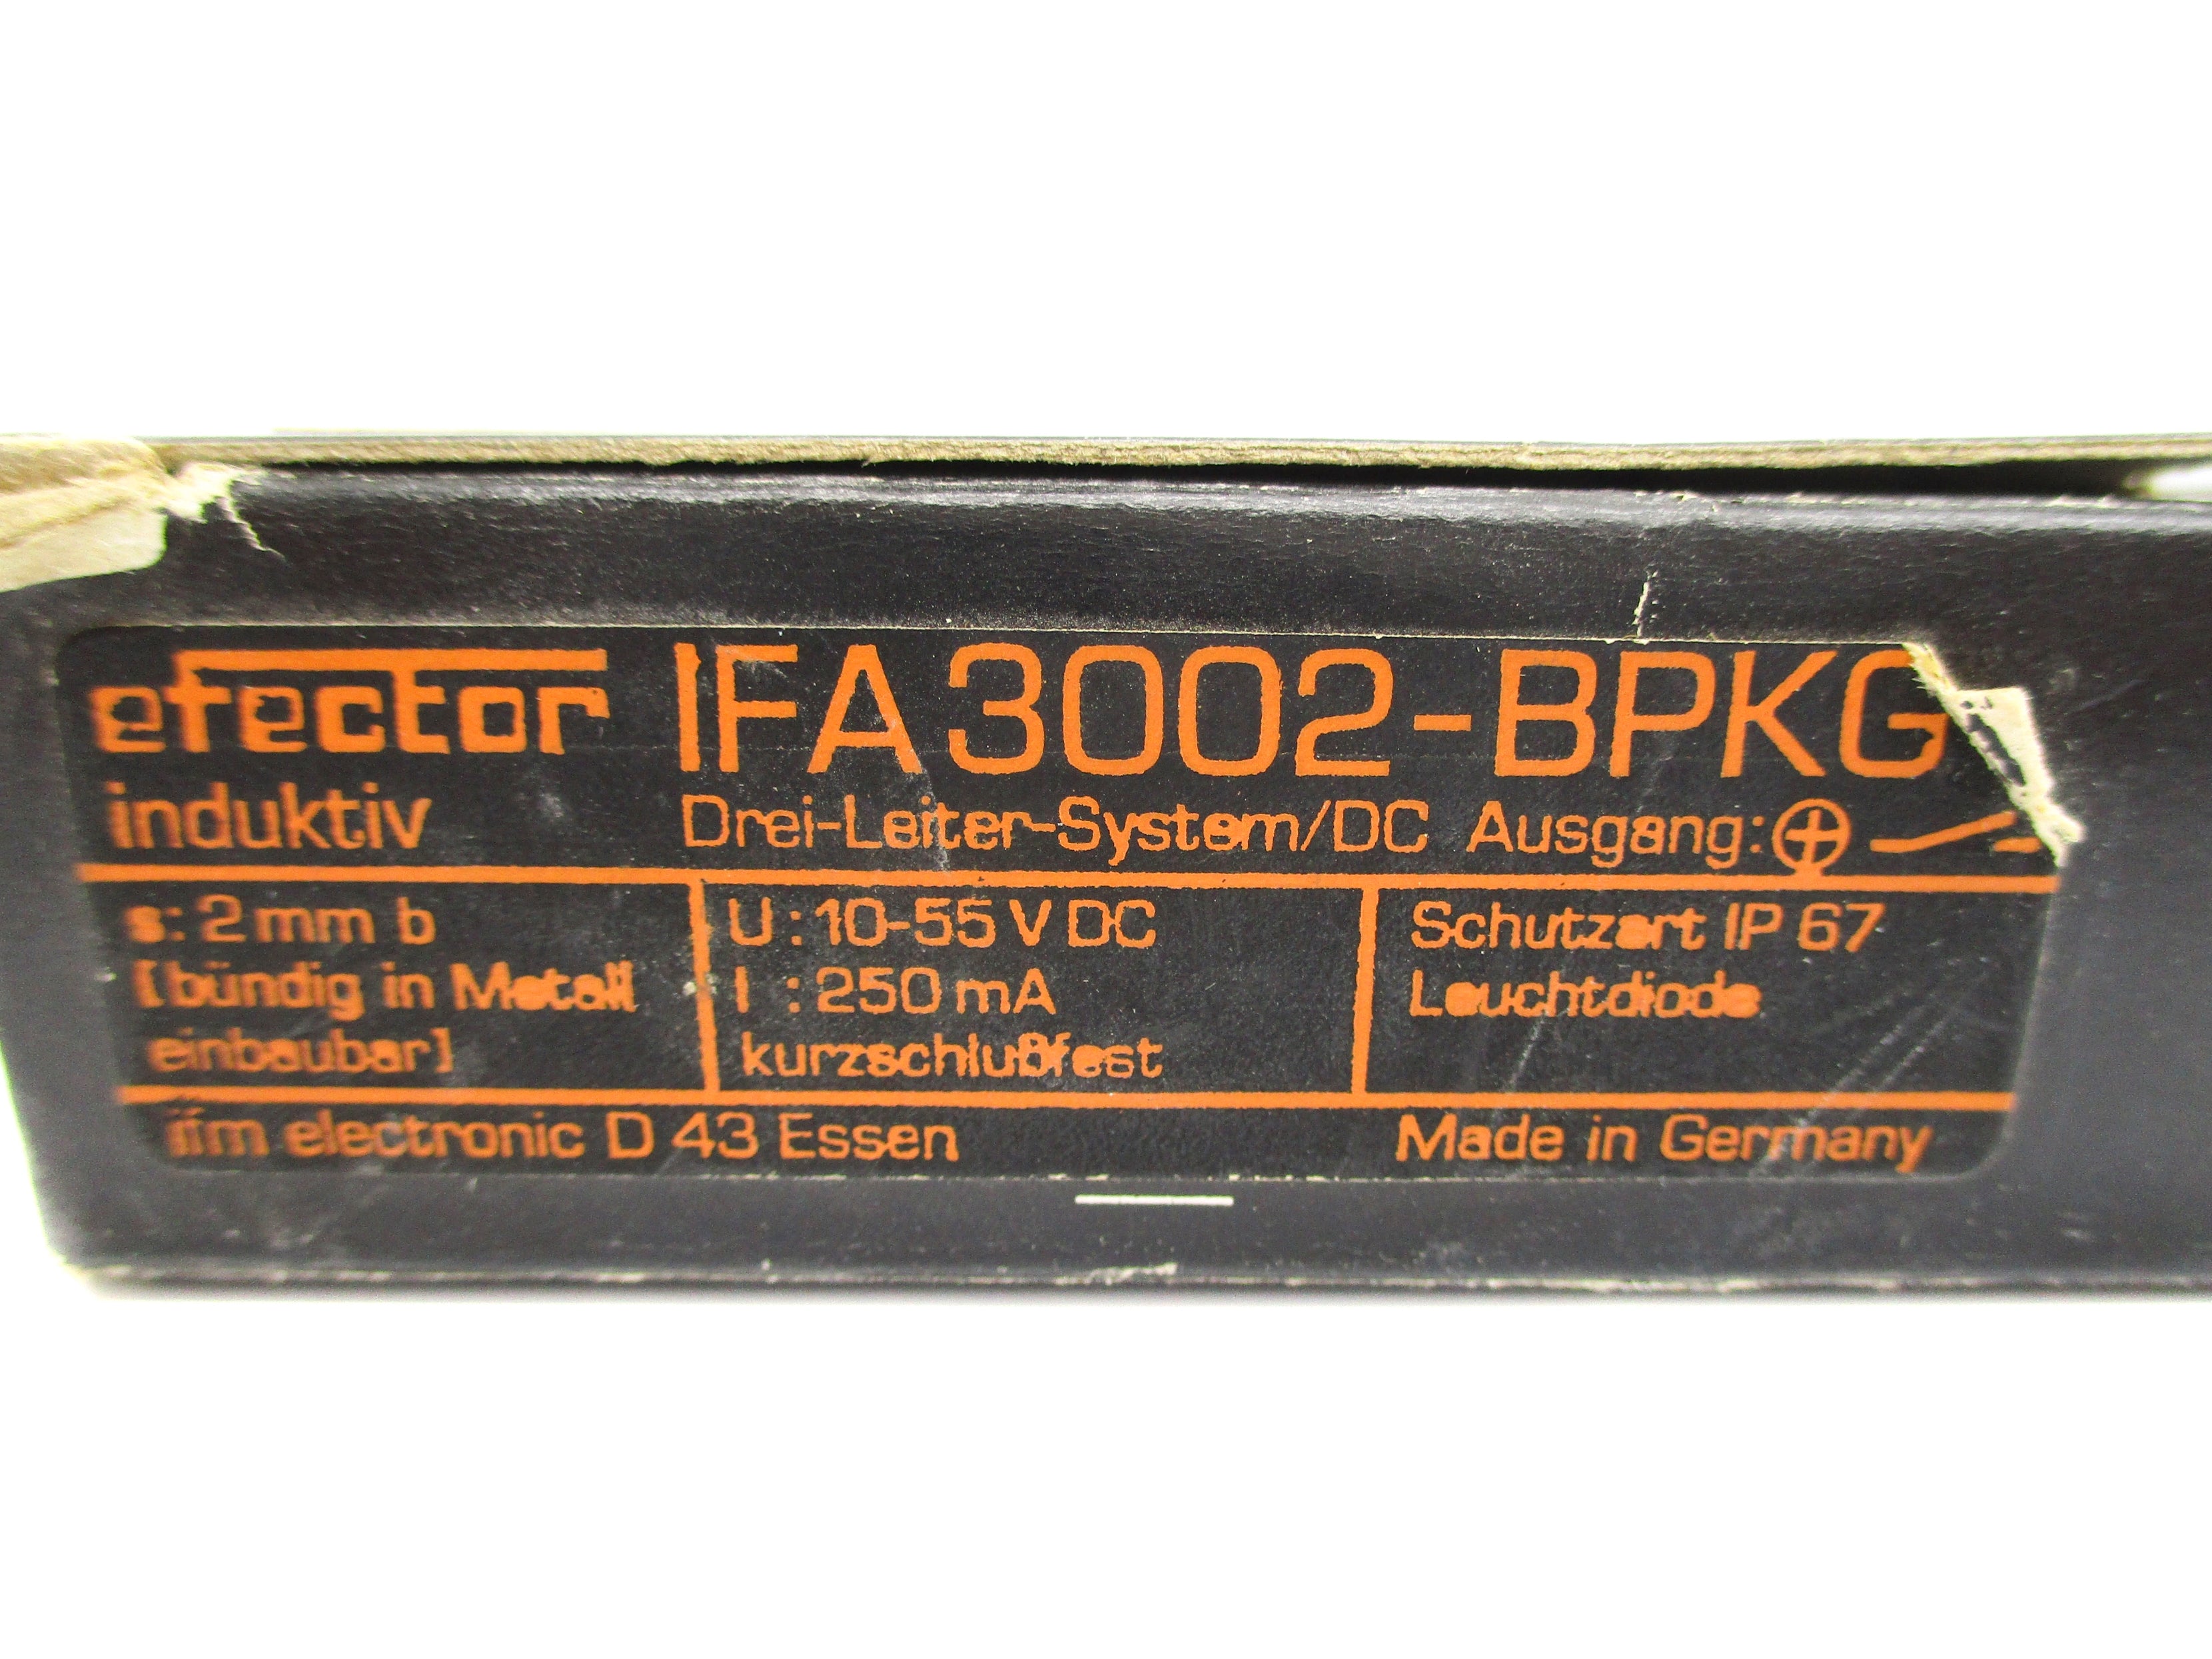 efector IFA3002-BPKG
induktiv Drei-Leiter-System/DC Ausgang:
s: 2 mm b
[bündig in Metall
einbaubar]
U : 10-55 V DC
I : 250 mA
kurzschlußfest
Schutzart IP 67
Leuchtdiode
ifm electronic D 43 Essen
Made in Germany